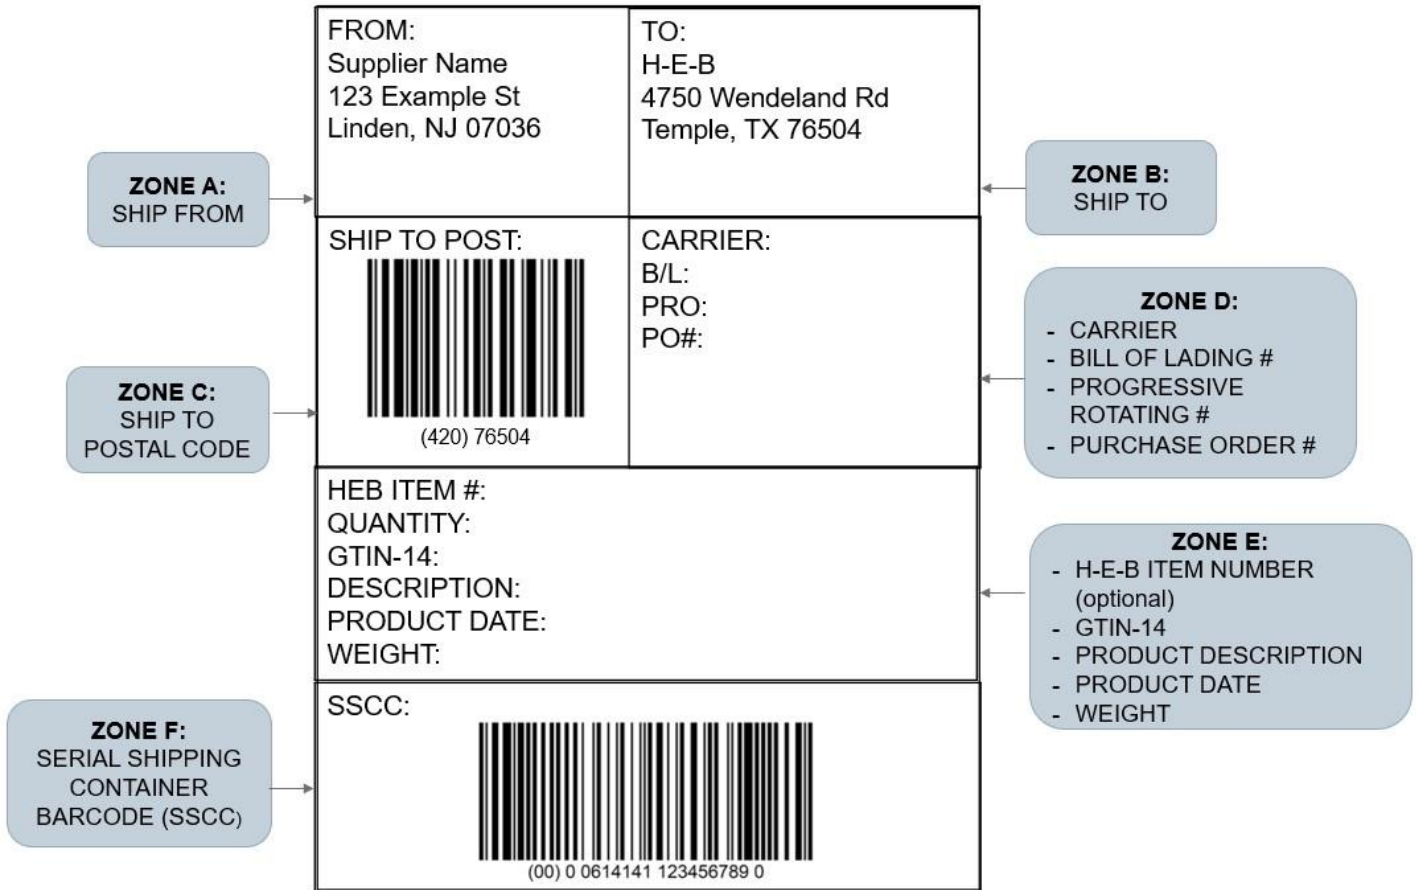 FROM:
Supplier Name
123 Example St
Linden, NJ 07036
TO:
H-E-B
4750 Wendeland Rd
Temple, TX 76504
ZONE A:
SHIP FROM
ZONE B:
SHIP TO
SHIP TO POST:
(420) 76504
CARRIER:
B/L:
PRO:
PO#:
ZONE C:
SHIP TO
POSTAL CODE
ZONE D:
- CARRIER
- BILL OF LADING #
- PROGRESSIVE
ROTATING #
- PURCHASE ORDER #
HEB ITEM #:
QUANTITY:
GTIN-14:
DESCRIPTION:
PRODUCT DATE:
WEIGHT:
ZONE E:
- H-E-B ITEM NUMBER
(optional)
- GTIN-14
- PRODUCT DESCRIPTION
- PRODUCT DATE
- WEIGHT
ZONE F:
SERIAL SHIPPING
CONTAINER
BARCODE (SSCC)
SSCC:
(00) 0 0614141 123456789 0